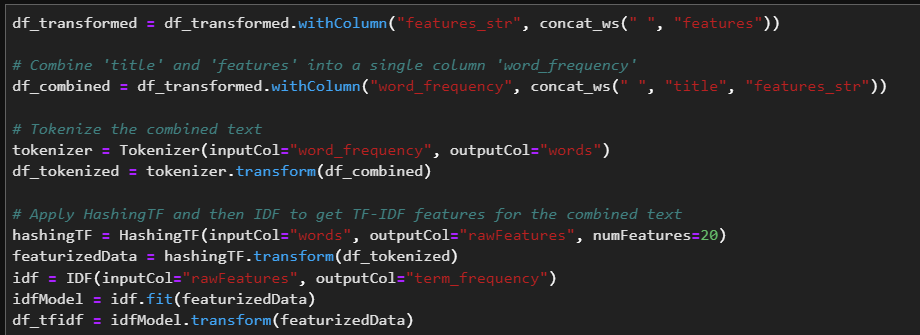 df_transformed = df_transformed.withColumn("features_str", concat_ws(" ", "features"))
# Combine 'title' and 'features' into a single column 'word_frequency'
df_combined = df_transformed.withColumn("word_frequency", concat_ws(" ", "title", "features_str"))
# Tokenize the combined text
tokenizer = Tokenizer(inputCol="word_frequency", outputCol="words")
df_tokenized = tokenizer.transform(df_combined)
# Apply HashingTF and then IDF to get TF-IDF features for the combined text
hashingTF = HashingTF(inputCol="words", outputCol="rawFeatures", numFeatures=20)
featurizedData = hashingTF.transform(df_tokenized)
idf = IDF(inputCol="rawFeatures", outputCol="term_frequency")
idfModel = idf.fit(featurizedData)
df_tfidf = idfModel.transform(featurizedData)